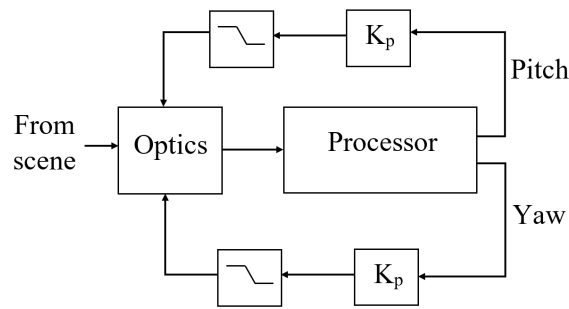 Kₚ
Pitch
From
scene
Optics
Processor
Yaw
Kₚ